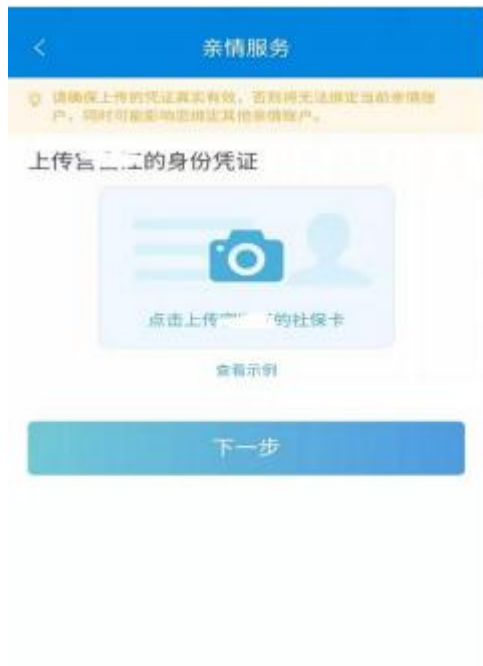 亲情服务
请确保上传的凭证真实有效，否则将无法绑定当前亲情账
户，同时可能影响您绑定其他亲情账户。
上传的身份凭证
点击上传的社保卡
查看示例
下一步